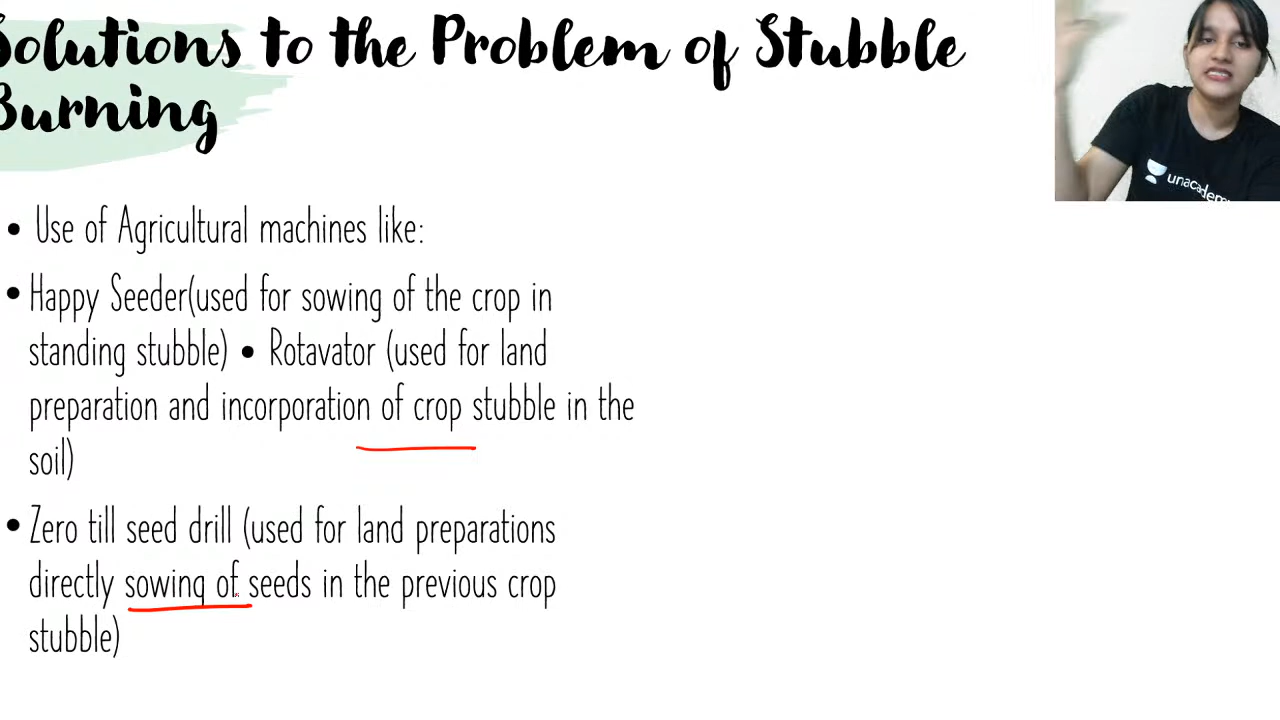 Solutions to the Problem of Stubble
Burning
unacademy
• Use of Agricultural machines like:
• Happy Seeder(used for sowing of the crop in
standing stubble) • Rotavator (used for land
preparation and incorporation of crop stubble in the
soil)
• Zero till seed drill (used for land preparations
directly sowing of seeds in the previous crop
stubble)